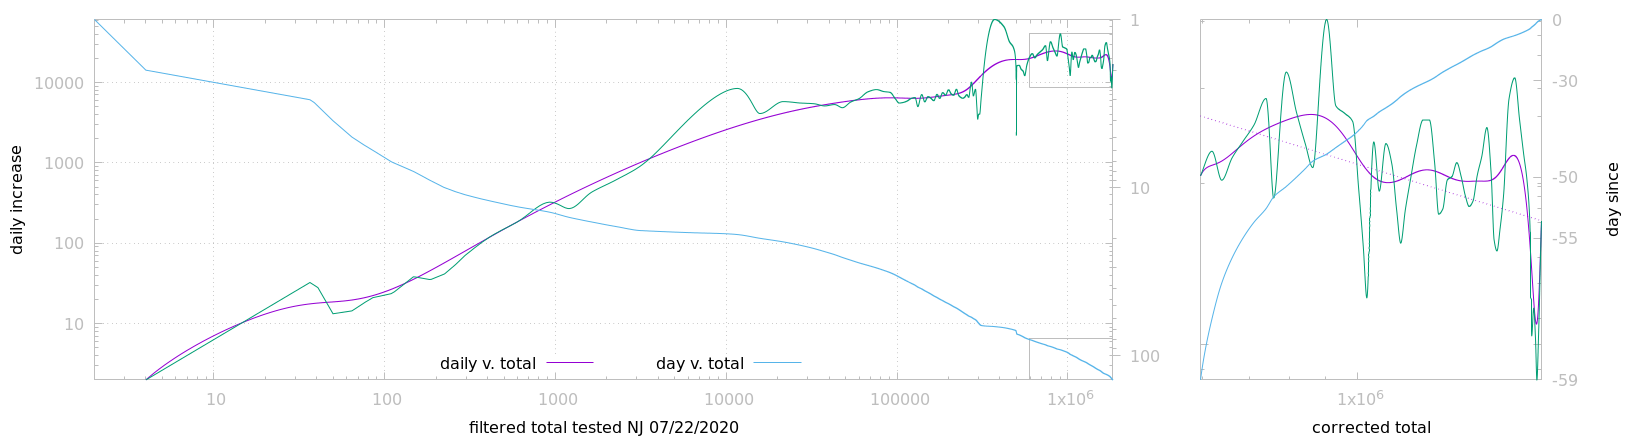 daily increase
10000
1000
100
10
10
100
1000
10000
100000
1x10^6
filtered total tested NJ 07/22/2020
daily v. total
day v. total
1
10
100
1x10^6
corrected total
0
-30
-50
-55
-59
day since